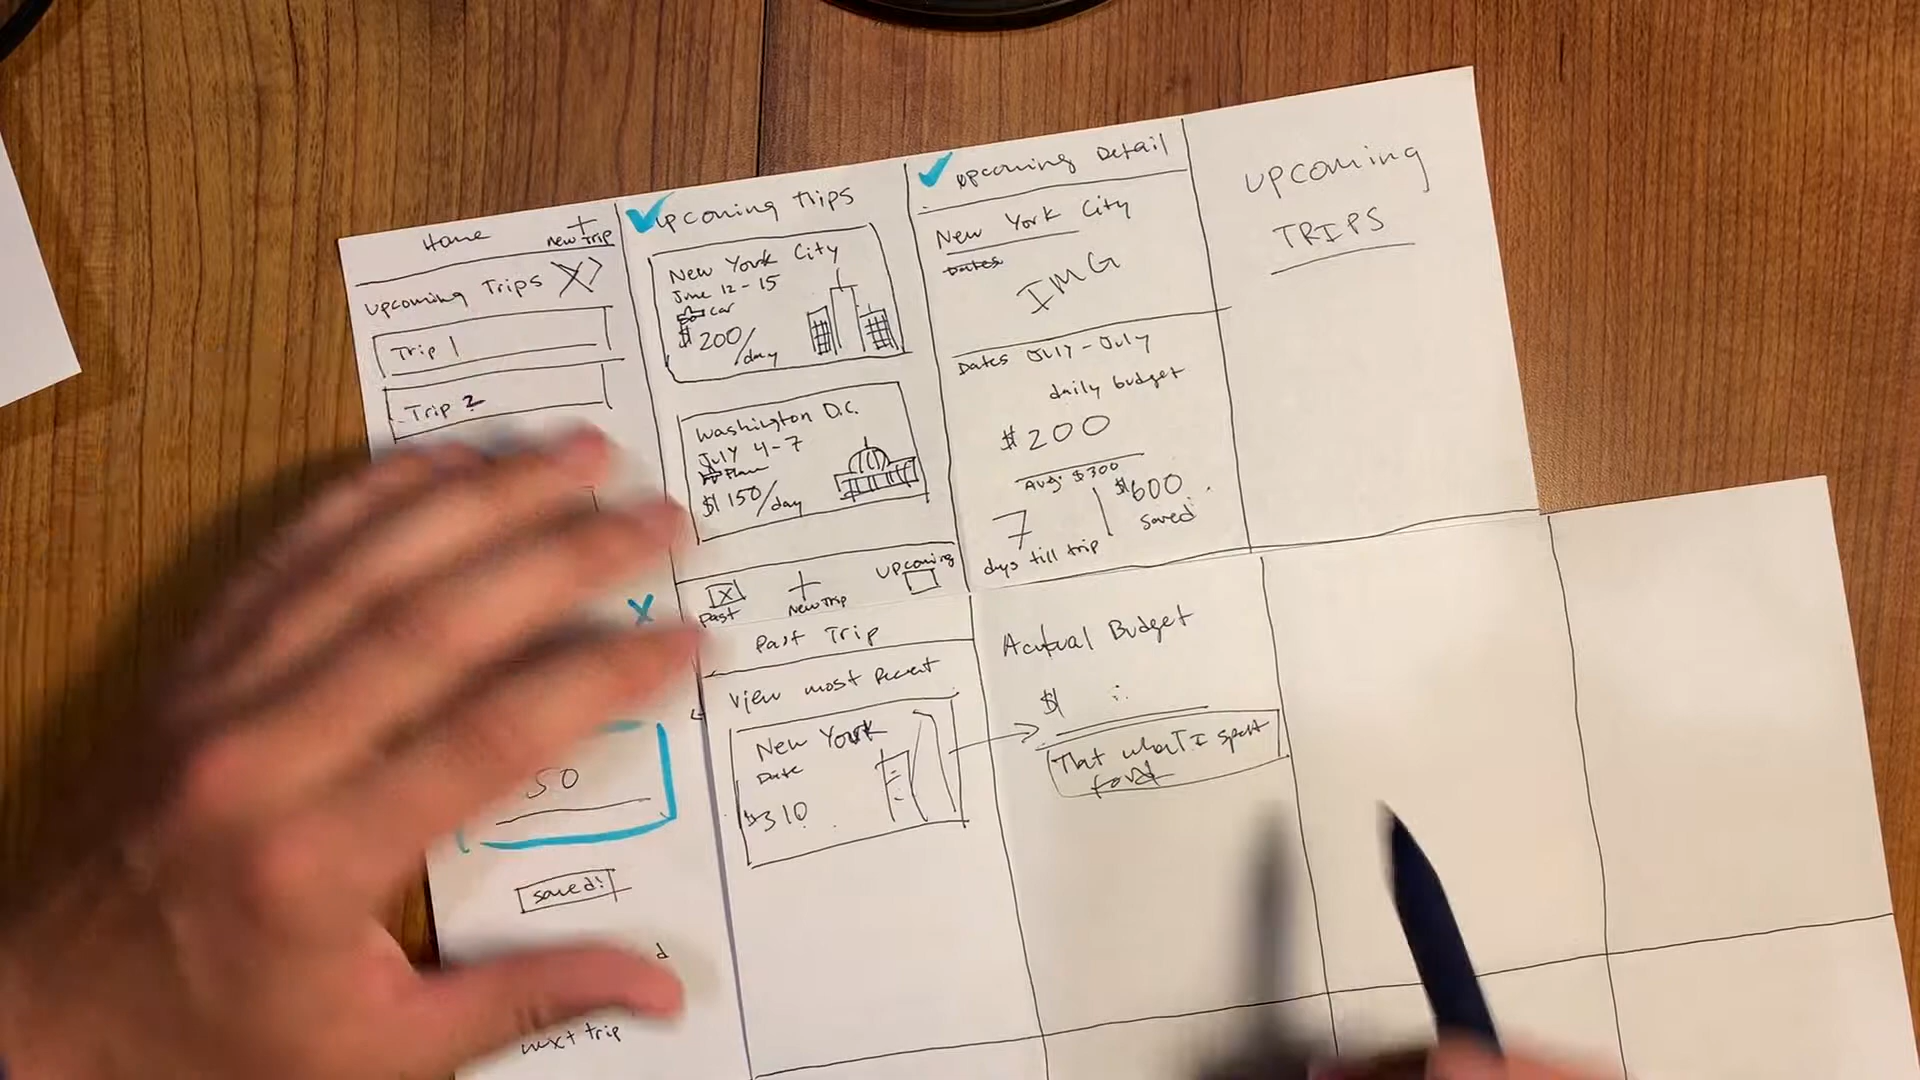 Home
+
New Trip
Upcoming Trips X>
Trip 1
Trip 2
Upcoming Trips
New York City
June 12-15
car
$200/day
Washington D.C.
July 4-7
Plane
$150/day
X
Past
+
New Trip
Upcoming
Upcoming Detail
New York City
Dates
IMG
Dates July-July
daily budget
$200
Avg. $300
7
days till trip
$600
saved
Upcoming
TRIPS
X
50
saved!
d
next trip
Past Trip
View most Recent
New York
Date
$310
Actual Budget
$
That what I spent